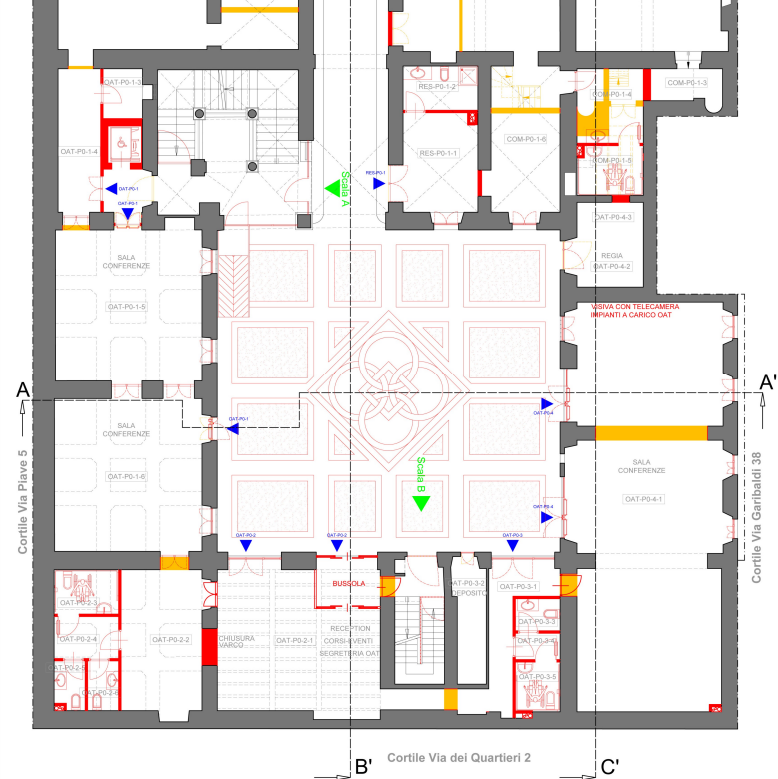 OAT-P0-1-3
RES-P0-1-2
COM-P0-1-3
COM-P0-1-4
COM-P0-1-6
OAT-P0-1-4
RES-P0-1-1
COM-P0-1-5
Scala A
RES-P0-1
OAT-P0-1
OAT-P0-1
OAT-P0-4-3
SALA
CONFERENZE
OAT-P0-1-5
REGIA
OAT-P0-4-2
VISIVA CON TELECAMERA
IMPIANTI A CARICO OAT
A
A'
OAT-P0-1
OAT-P0-4
SALA
CONFERENZE
OAT-P0-1-6
Scala B
SALA
CONFERENZE
OAT-P0-4-1
Cortile Via Piave 5
Cortile Via Garibaldi 38
OAT-P0-4
OAT-P0-2
OAT-P0-2
OAT-P0-3
BUSSOLA
OAT-P0-3-2
DEPOSITO
OAT-P0-3-1
OAT-P0-2-3
OAT-P0-2-4
OAT-P0-2-2
CHIUSURA
VARCO
OAT-P0-2-1
RECEPTION
CORSI-EVENTI
SEGRETERIA OAT
OAT-P0-3-3
OAT-P0-3-4
OAT-P0-3-5
OAT-P0-2-5
OAT-P0-2-6
Cortile Via dei Quartieri 2
B'
C'